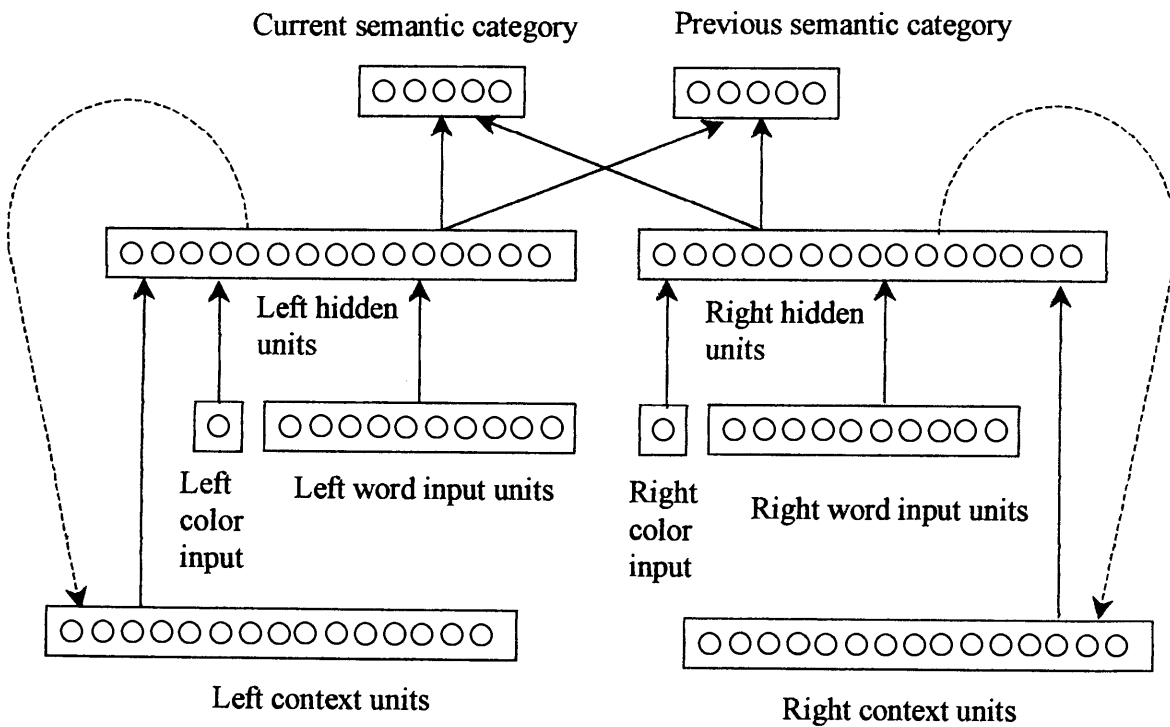 Current semantic category
Previous semantic category
Left hidden
units
Right hidden
units
Left
color
input
Left word input units
Right
color
input
Right word input units
Left context units
Right context units